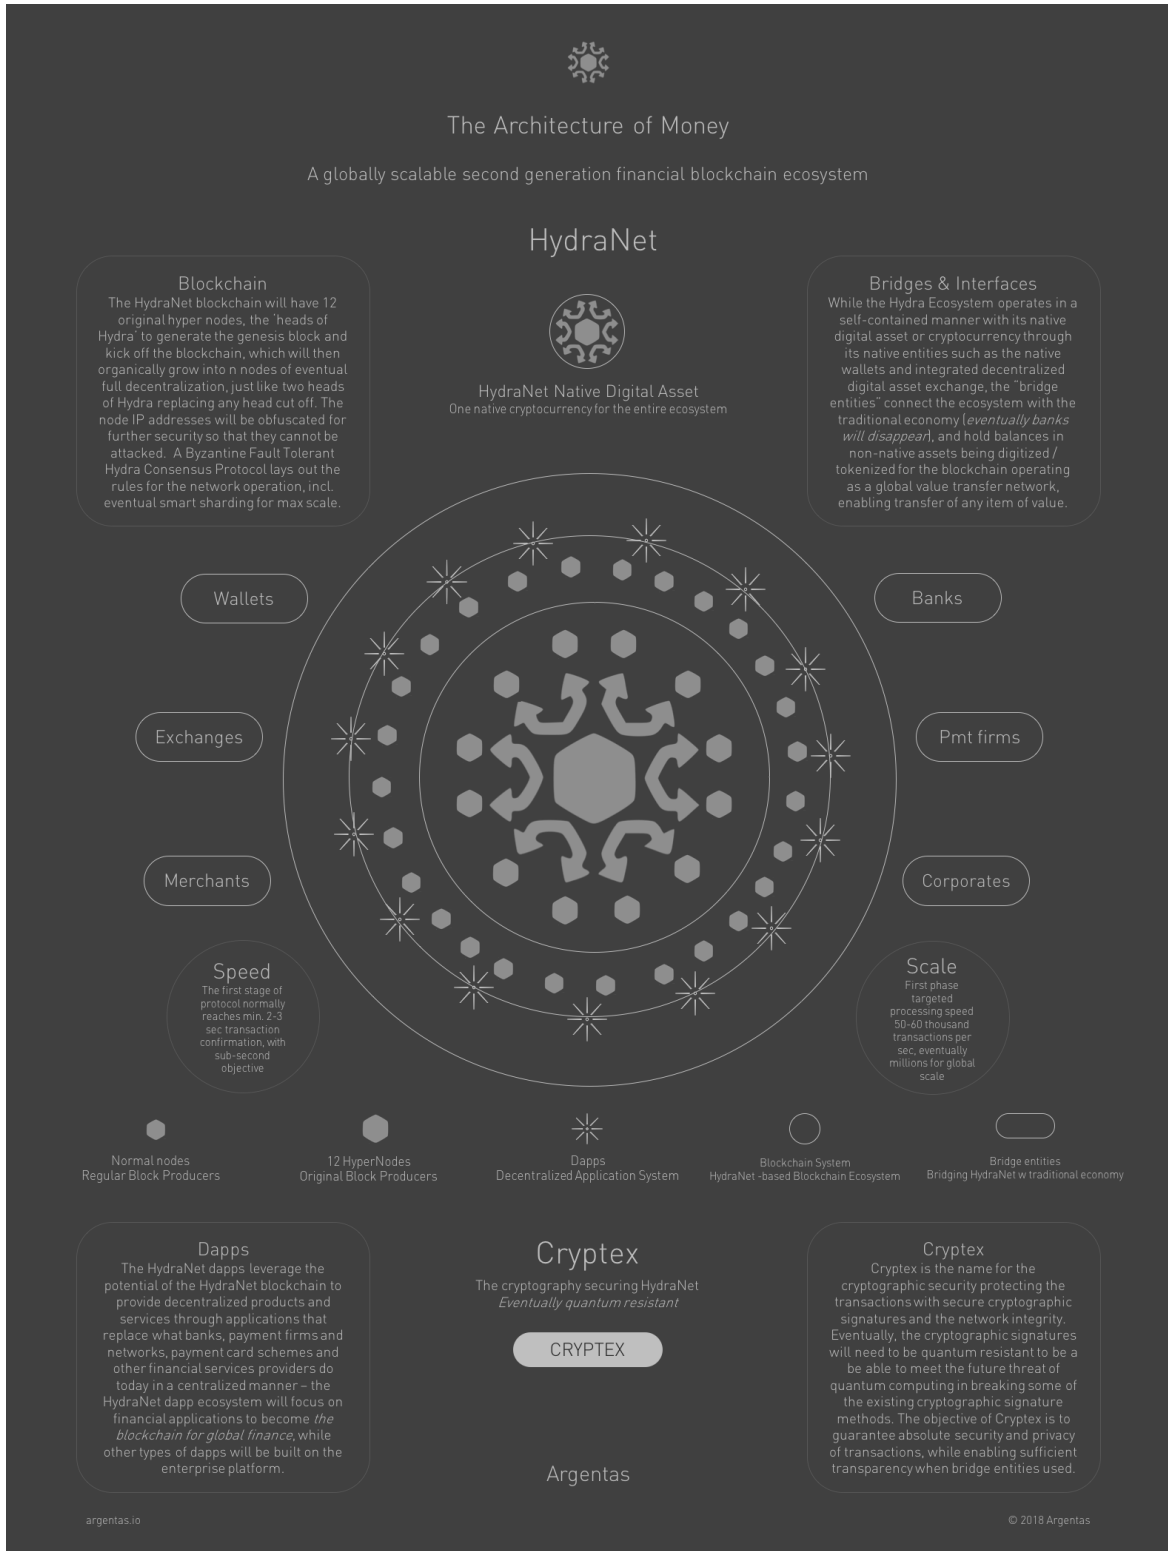 The Architecture of Money
A globally scalable second generation financial blockchain ecosystem
HydraNet
Blockchain
The HydraNet blockchain will have 12
original hyper nodes, the 'heads of
Hydra' to generate the genesis block and
kick off the blockchain, which will then
organically grow into n nodes of eventual
full decentralization, just like two heads
of Hydra replacing any head cut off. The
node IP addresses will be obfuscated for
further security so that they cannot be
attacked. A Byzantine Fault Tolerant
Hydra Consensus Protocol lays out the
rules for the network operation, incl.
eventual smart sharding for max scale.
HydraNet Native Digital Asset
One native cryptocurrency for the entire ecosystem
Bridges & Interfaces
While the Hydra Ecosystem operates in a
self-contained manner with its native
digital asset or cryptocurrency through
its native entities such as the native
wallets and integrated decentralized
digital asset exchange, the "bridge
entities" connect the ecosystem with the
traditional economy (eventually banks
will disappear), and hold balances in
non-native assets being digitized /
tokenized for the blockchain operating
as a global value transfer network,
enabling transfer of any item of value.
Wallets
Banks
Exchanges
Pmt firms
Merchants
Corporates
Speed
The first stage of
protocol normally
reaches min. 2-3
sec transaction
confirmation, with
sub-second
objective
Scale
First phase
targeted
processing speed
50-60 thousand
transactions per
sec, eventually
millions for global
scale
Normal nodes
Regular Block Producers
12 HyperNodes
Original Block Producers
Dapps
Decentralized Application System
Blockchain System
HydraNet -based Blockchain Ecosystem
Bridge entities
Bridging HydraNet w traditional economy
Dapps
The HydraNet dapps leverage the
potential of the HydraNet blockchain to
provide decentralized products and
services through applications that
replace what banks, payment firms and
networks, payment card schemes and
other financial services providers do
today in a centralized manner – the
HydraNet dapp ecosystem will focus on
financial applications to become the
blockchain for global finance, while
other types of dapps will be built on the
enterprise platform.
Cryptex
The cryptography securing HydraNet
Eventually quantum resistant
CRYPTEX
Cryptex
Cryptex is the name for the
cryptographic security protecting the
transactions with secure cryptographic
signatures and the network integrity.
Eventually, the cryptographic signatures
will need to be quantum resistant to be a
be able to meet the future threat of
quantum computing in breaking some of
the existing cryptographic signature
methods. The objective of Cryptex is to
guarantee absolute security and privacy
of transactions, while enabling sufficient
transparency when bridge entities used.
Argentas
argentas.io
© 2018 Argentas